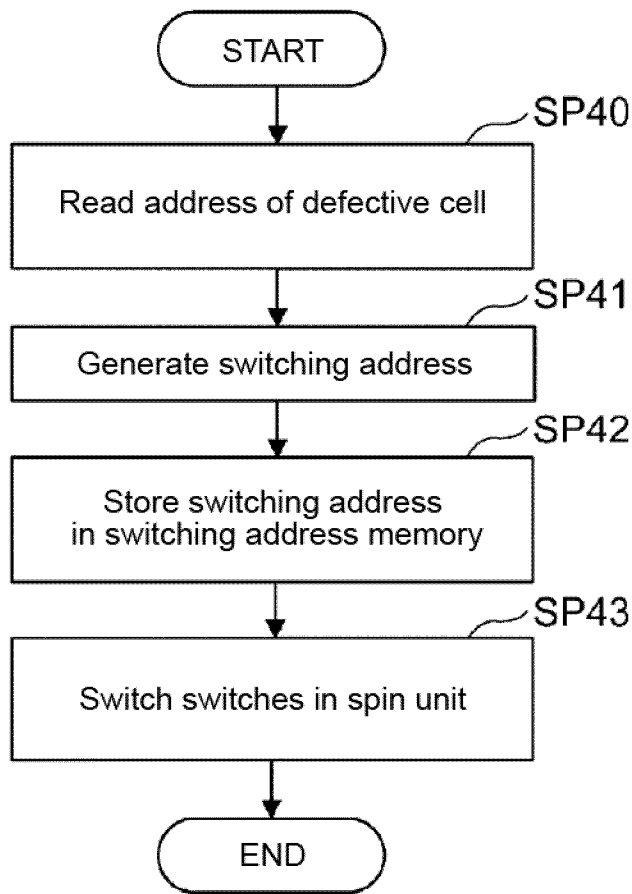 START
SP40
Read address of defective cell
SP41
Generate switching address
SP42
Store switching address
in switching address memory
SP43
Switch switches in spin unit
END